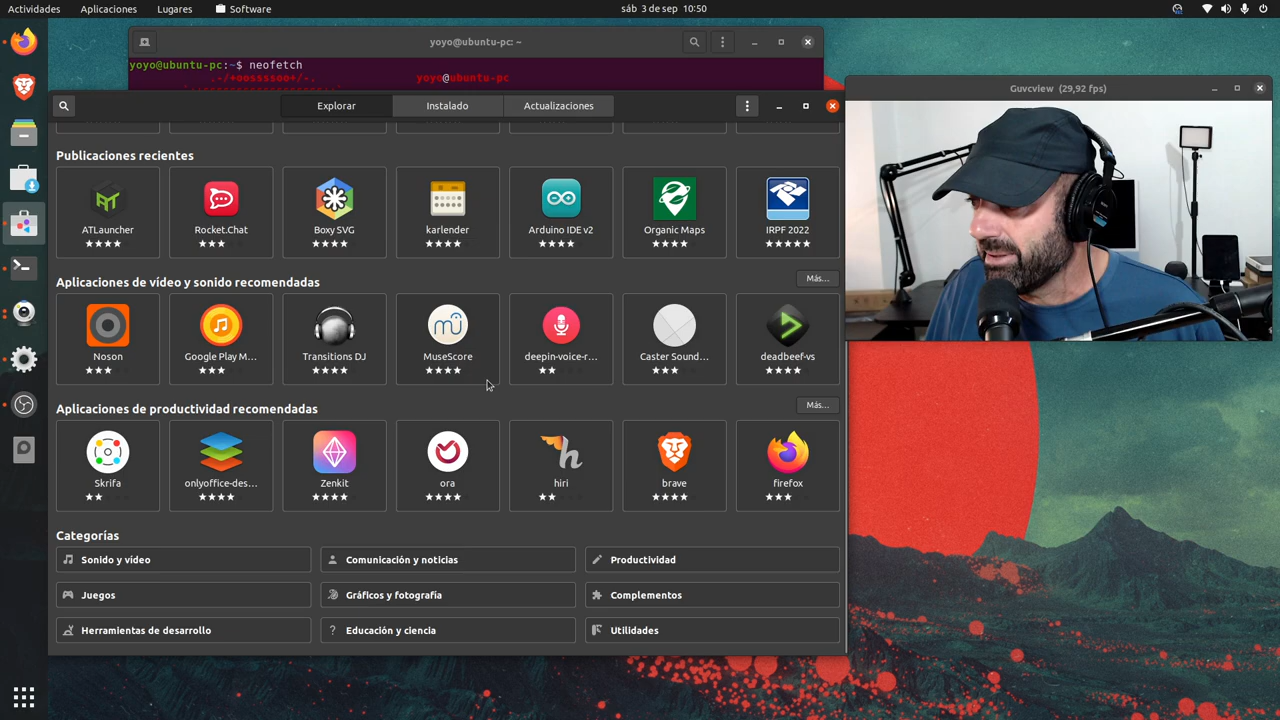 Actividades Aplicaciones Lugares Software sáb 3 de sep 10:50
yoyo@ubuntu-pc: ~
yoyo@ubuntu-pc:~$ neofetch
.-/+oossssoo+/-. yoyo@ubuntu-pc
Guvcview (29,92 fps)
Explorar Instalado Actualizaciones
Publicaciones recientes
ATLauncher Rocket.Chat Boxy SVG karlender Arduino IDE v2 Organic Maps IRPF 2022
Aplicaciones de vídeo y sonido recomendadas Más...
Noson Google Play M... Transitions DJ MuseScore deepin-voice-r... Caster Sound... deadbeef-vs
Aplicaciones de productividad recomendadas Más...
Skrifa onlyoffice-des... Zenkit ora hiri brave firefox
Categorías
Sonido y vídeo Comunicación y noticias Productividad
Juegos Gráficos y fotografía Complementos
Herramientas de desarrollo Educación y ciencia Utilidades